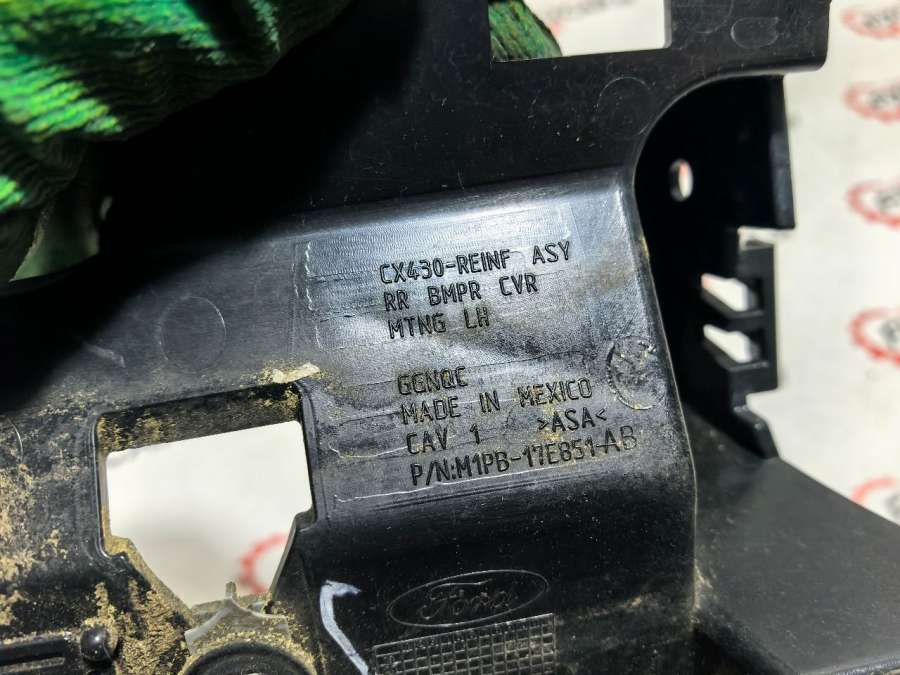 CX430-REINF ASY
RR BMPR CVR
MTNG LH
GGNQC
MADE IN MEXICO
CAV 1 >ASA<
P/N:M1PB-17E851-AB
Ford